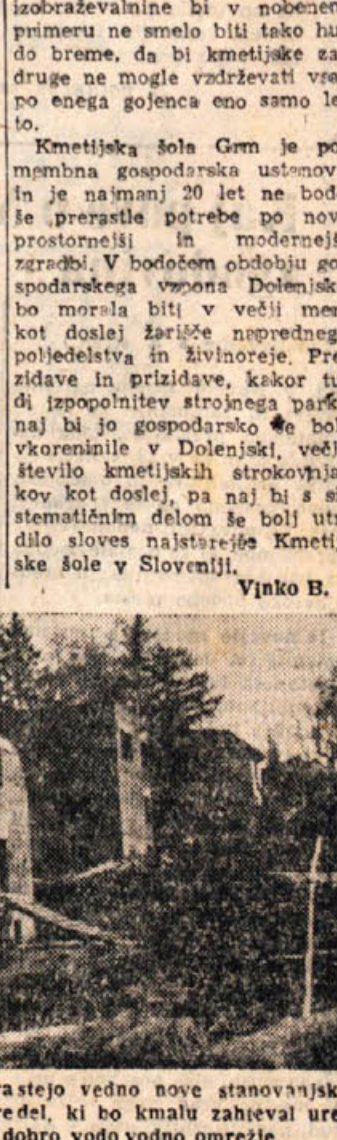 izobraževalnine bi v nobenem
primeru ne smelo biti tako hu
do breme, da bi kmetijske za
druge ne mogle vzdrževati vsa
po enega gojenca eno samo le
to.
Kmetijska šola Grm je po
membna gospodarska ustanov
in je najmanj 20 let ne bod
še prerastle potrebe po nov
prostornejši in modernejš
zgradbi. V bodočem obdobju go
spodarskega vzpona Dolenjsk
bo morala biti v večji mer
kot doslej žarišče naprednega
poljedelstva in živinoreje. Pre
zidave in prizidave, kakor tu
di izpopolnitev strojnega park
naj bi jo gospodarsko še bol
vkoreninile v Dolenjski, večj
število kmetijskih strokovnja
kov kot doslej, pa naj bi s si
stematičnim delom še bolj utr
dilo sloves najstarejše Kmetij
ske šole v Sloveniji.
Vinko B.
rastejo vedno nove stanovanjsk
redel, ki bo kmalu zahteval ure
dobro vodovodno omrežje